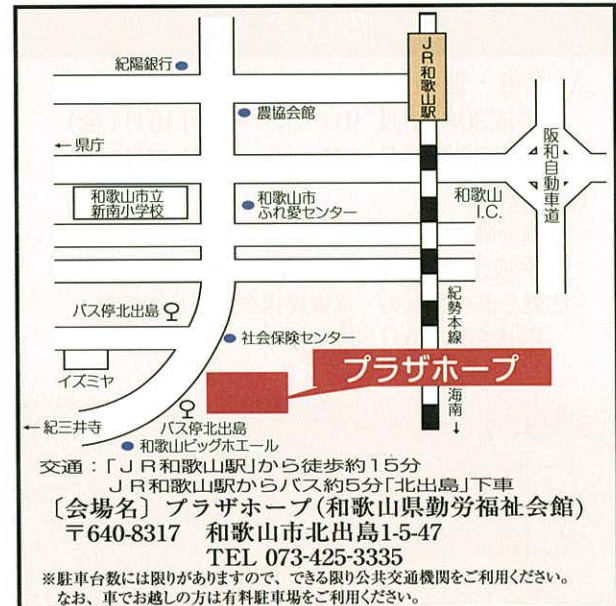 JR和歌山駅
紀陽銀行
農協会館
←県庁
阪和自動車道
和歌山市立
新南小学校
和歌山市
ふれ愛センター
和歌山
I.C.
バス停北出島
紀勢本線
社会保険センター
プラザホープ
イズミヤ
海南↓
バス停北出島
←紀三井寺
和歌山ビッグホエール
交通：「JR和歌山駅」から徒歩約15分
JR和歌山駅からバス約5分「北出島」下車
〔会場名〕プラザホープ(和歌山県勤労福祉会館)
〒640-8317 和歌山市北出島1-5-47
TEL 073-425-3335
※駐車台数には限りがありますので、できる限り公共交通機関をご利用ください。
なお、車でお越しの方は有料駐車場をご利用ください。